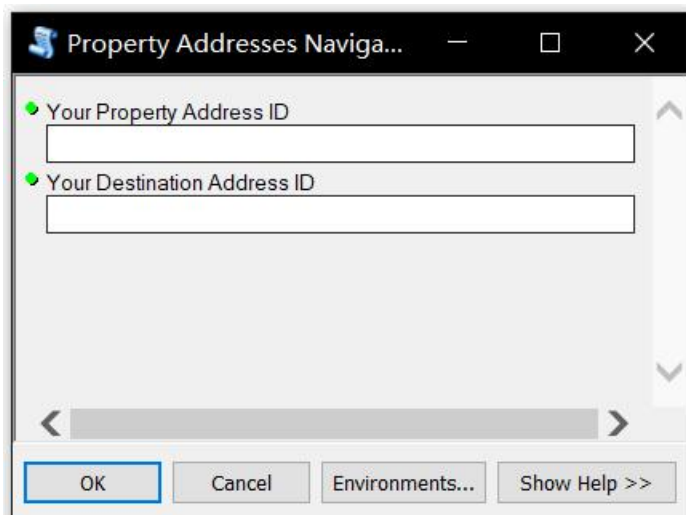 Property Addresses Naviga...
Your Property Address ID
Your Destination Address ID
OK Cancel Environments... Show Help >>